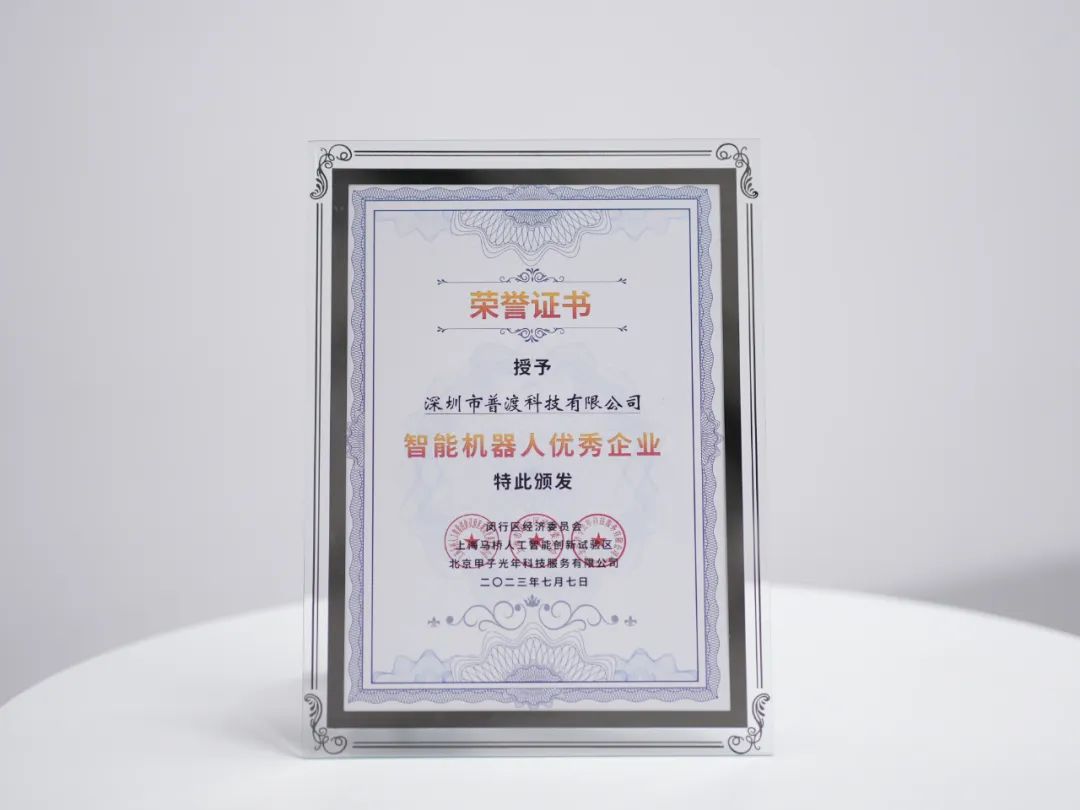 荣誉证书
授予
深圳市普渡科技有限公司
智能机器人优秀企业
特此颁发
闵行区经济委员会
上海马桥人工智能创新试验区
北京甲子光年科技服务有限公司
二〇二三年七月七日